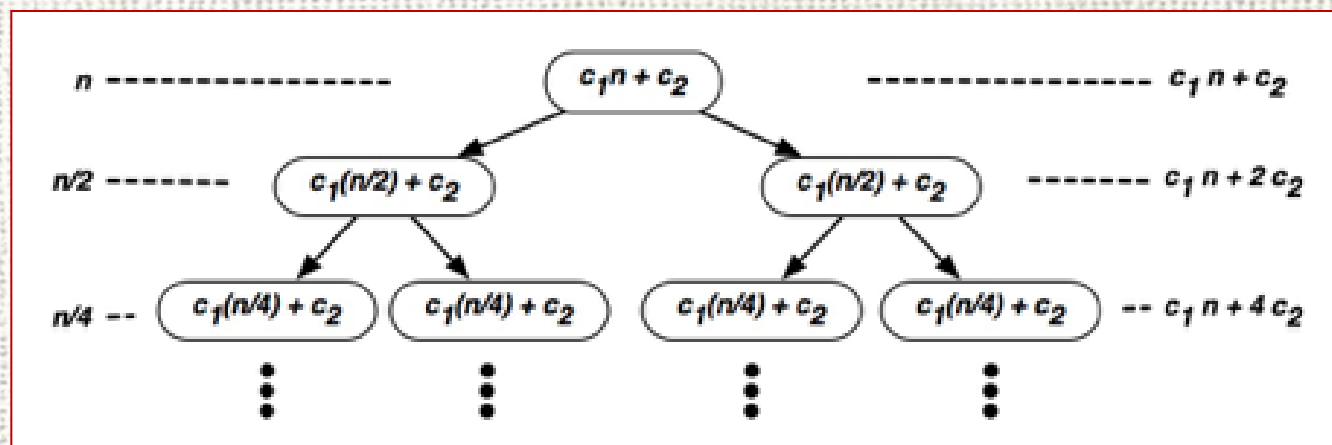 n ---------------- c₁n + c₂ ---------------- c₁ n + c₂
n/2 ------- c₁(n/2) + c₂ c₁(n/2) + c₂ ------- c₁ n + 2 c₂
n/4 -- c₁(n/4) + c₂ c₁(n/4) + c₂ c₁(n/4) + c₂ c₁(n/4) + c₂ -- c₁ n + 4 c₂